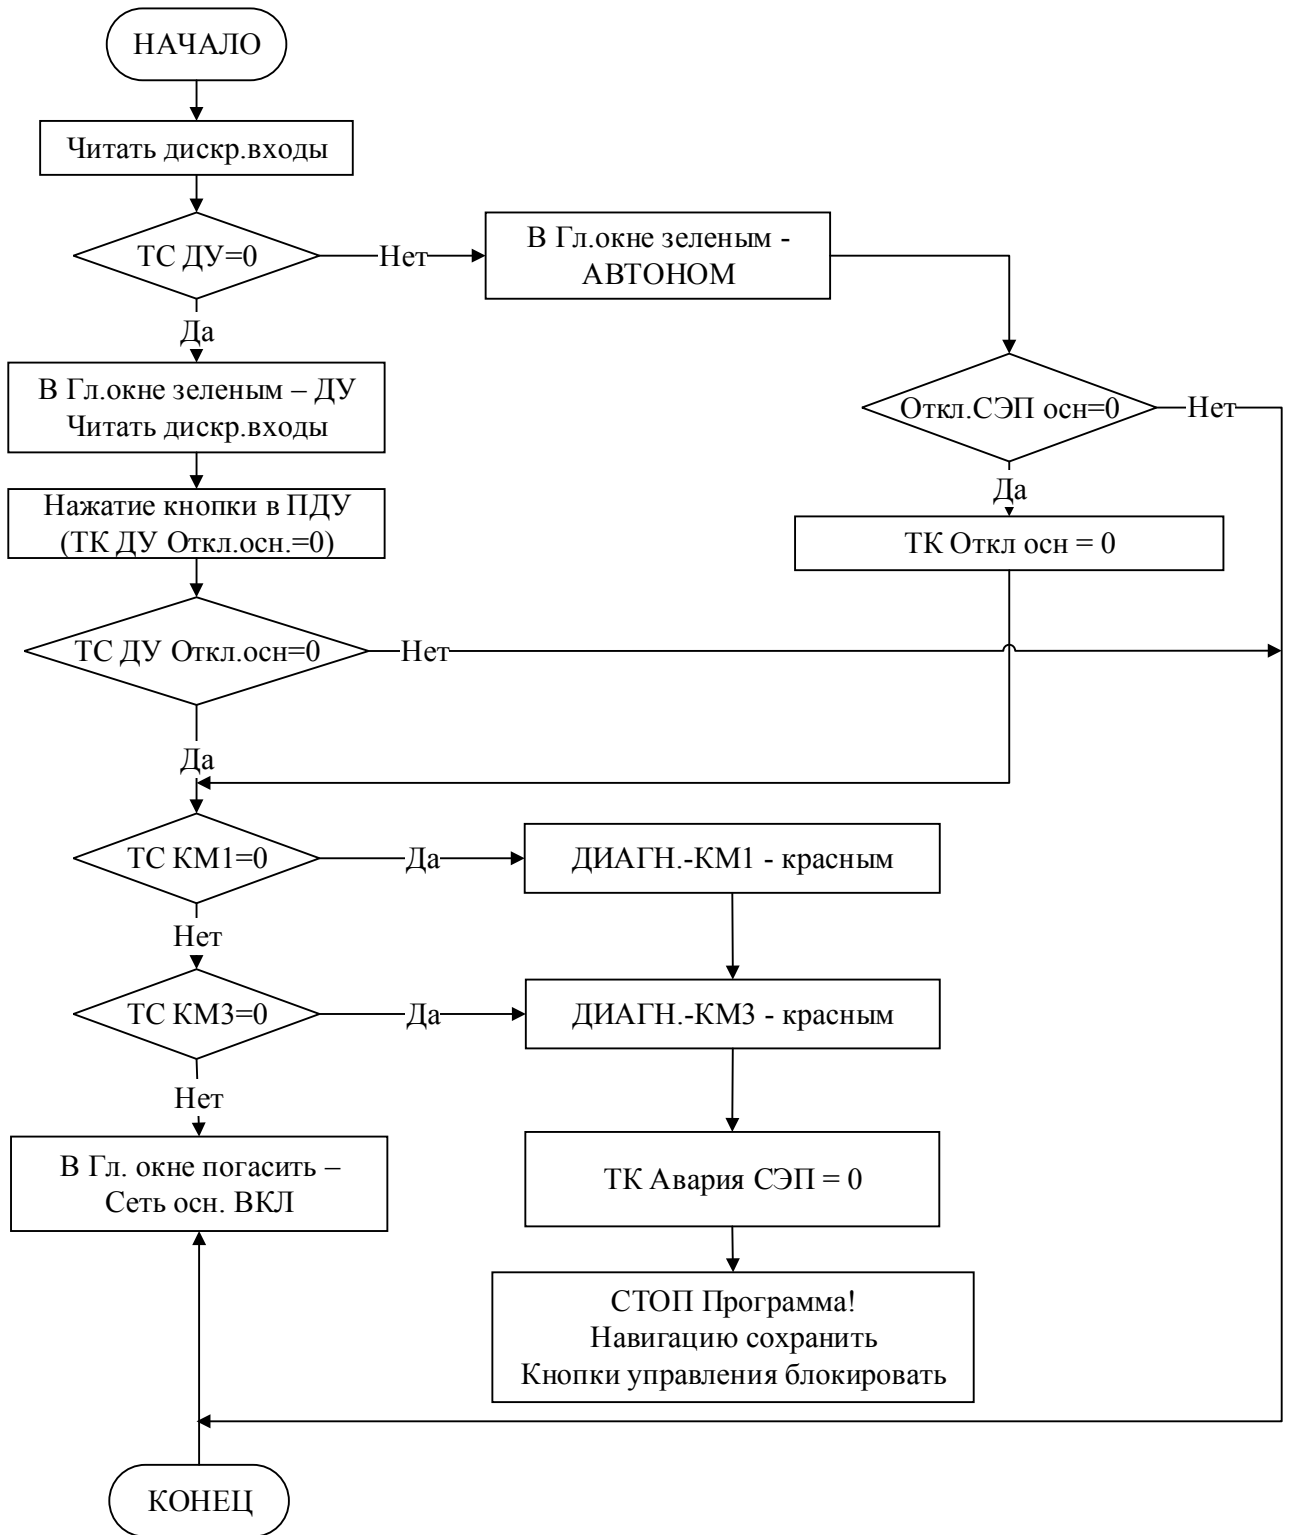 НАЧАЛО
Читать дискр.входы
ТС ДУ=0
Нет
В Гл.окне зеленым -
АВТОНОМ
Да
В Гл.окне зеленым – ДУ
Читать дискр.входы
Откл.СЭП осн=0
Нет
Да
Нажатие кнопки в ПДУ
(ТК ДУ Откл.осн.=0)
ТК Откл осн = 0
ТС ДУ Откл.осн=0
Нет
Да
ТС КМ1=0
Да
ДИАГН.-КМ1 - красным
Нет
ТС КМ3=0
Да
ДИАГН.-КМ3 - красным
Нет
В Гл. окне погасить –
Сеть осн. ВКЛ
ТК Авария СЭП = 0
СТОП Программа!
Навигацию сохранить
Кнопки управления блокировать
КОНЕЦ